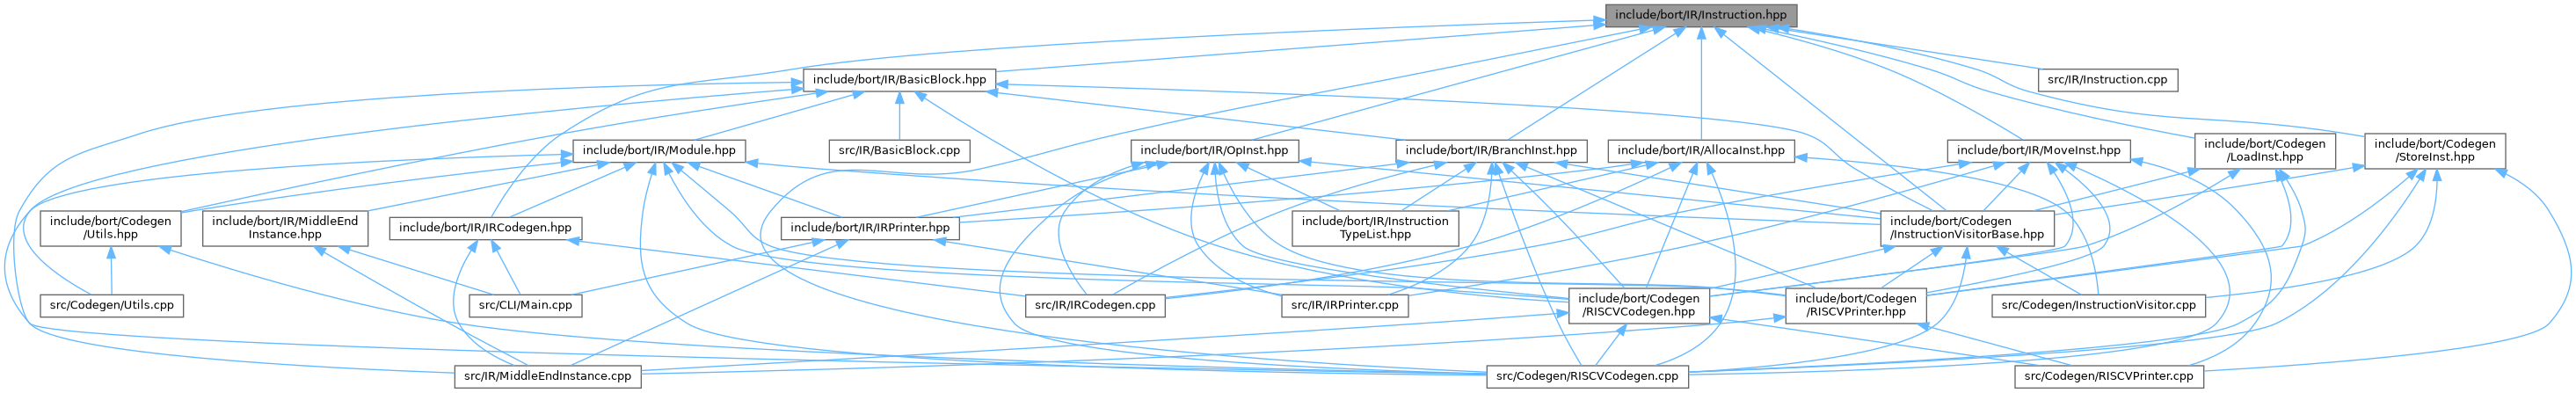 include/bort/IR/Instruction.hpp
include/bort/IR/BasicBlock.hpp
src/IR/Instruction.cpp
include/bort/IR/Module.hpp
src/IR/BasicBlock.cpp
include/bort/IR/OpInst.hpp
include/bort/IR/BranchInst.hpp
include/bort/IR/AllocaInst.hpp
include/bort/IR/MoveInst.hpp
include/bort/Codegen
/LoadInst.hpp
include/bort/Codegen
/StoreInst.hpp
include/bort/Codegen
/Utils.hpp
include/bort/IR/MiddleEnd
Instance.hpp
include/bort/IR/IRCodegen.hpp
include/bort/IR/IRPrinter.hpp
include/bort/IR/Instruction
TypeList.hpp
include/bort/Codegen
/InstructionVisitorBase.hpp
src/Codegen/Utils.cpp
src/CLI/Main.cpp
src/IR/IRCodegen.cpp
src/IR/IRPrinter.cpp
include/bort/Codegen
/RISCVCodegen.hpp
include/bort/Codegen
/RISCVPrinter.hpp
src/Codegen/InstructionVisitor.cpp
src/IR/MiddleEndInstance.cpp
src/Codegen/RISCVCodegen.cpp
src/Codegen/RISCVPrinter.cpp